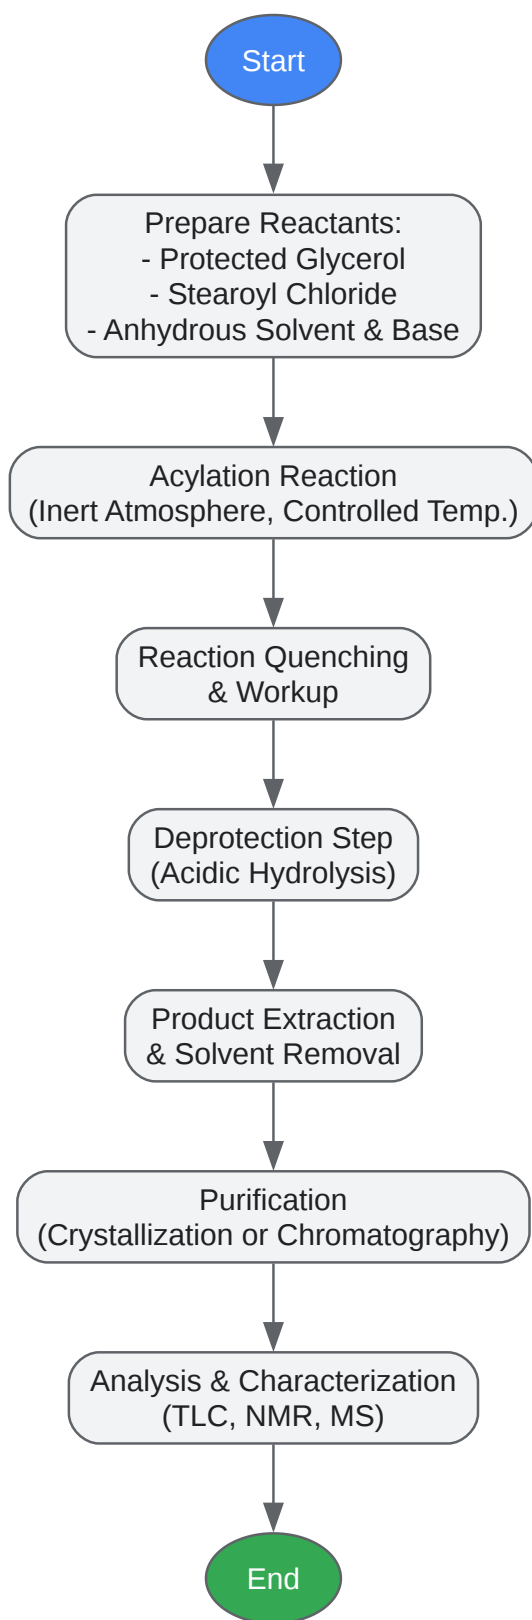 Start
Prepare Reactants:
- Protected Glycerol
- Stearoyl Chloride
- Anhydrous Solvent & Base
Acylation Reaction
(Inert Atmosphere, Controlled Temp.)
Reaction Quenching
& Workup
Deprotection Step
(Acidic Hydrolysis)
Product Extraction
& Solvent Removal
Purification
(Crystallization or Chromatography)
Analysis & Characterization
(TLC, NMR, MS)
End